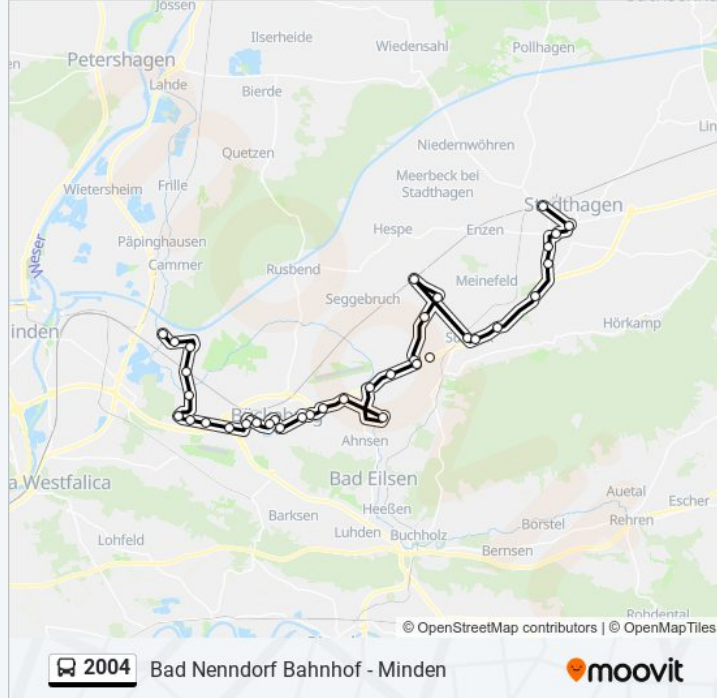 Jössen
Ilserheide
Wiedensahl
Pollhagen
Petershagen
Lahde
Bierde
Niedernwöhren
Quetzen
Meerbeck bei
Stadthagen
Wietersheim
Frille
Stadthagen
Hespe
Enzen
Päpinghausen
Weser
Cammer
Rusbend
Meinefeld
Seggebruch
inden
Hörkamp
Bückeburg
Ahnsen
a Westfalica
Bad Eilsen
Auetal
Heeßen
Escher
Barksen
Borstel
Rehren
Luhden
Buchholz
Lohfeld
Bernsen
Rohdental
© OpenStreetMap contributors | © OpenMapTiles
2004
Bad Nenndorf Bahnhof - Minden
moovit